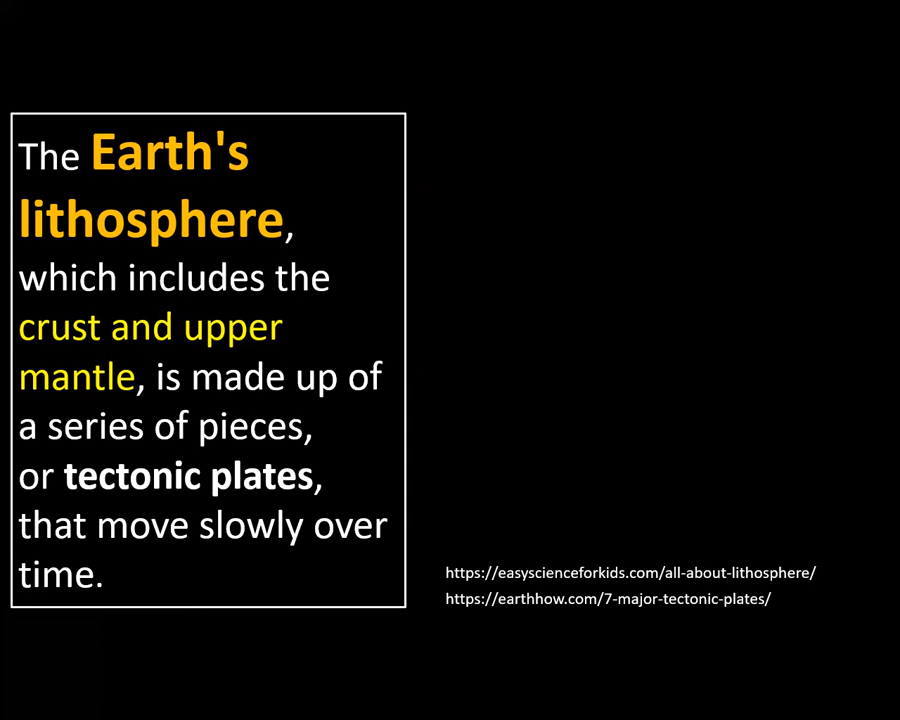 The Earth's
lithosphere,
which includes the
crust and upper
mantle, is made up of
a series of pieces,
or tectonic plates,
that move slowly over
time.
https://easyscienceforkids.com/all-about-lithosphere/
https://earthhow.com/7-major-tectonic-plates/